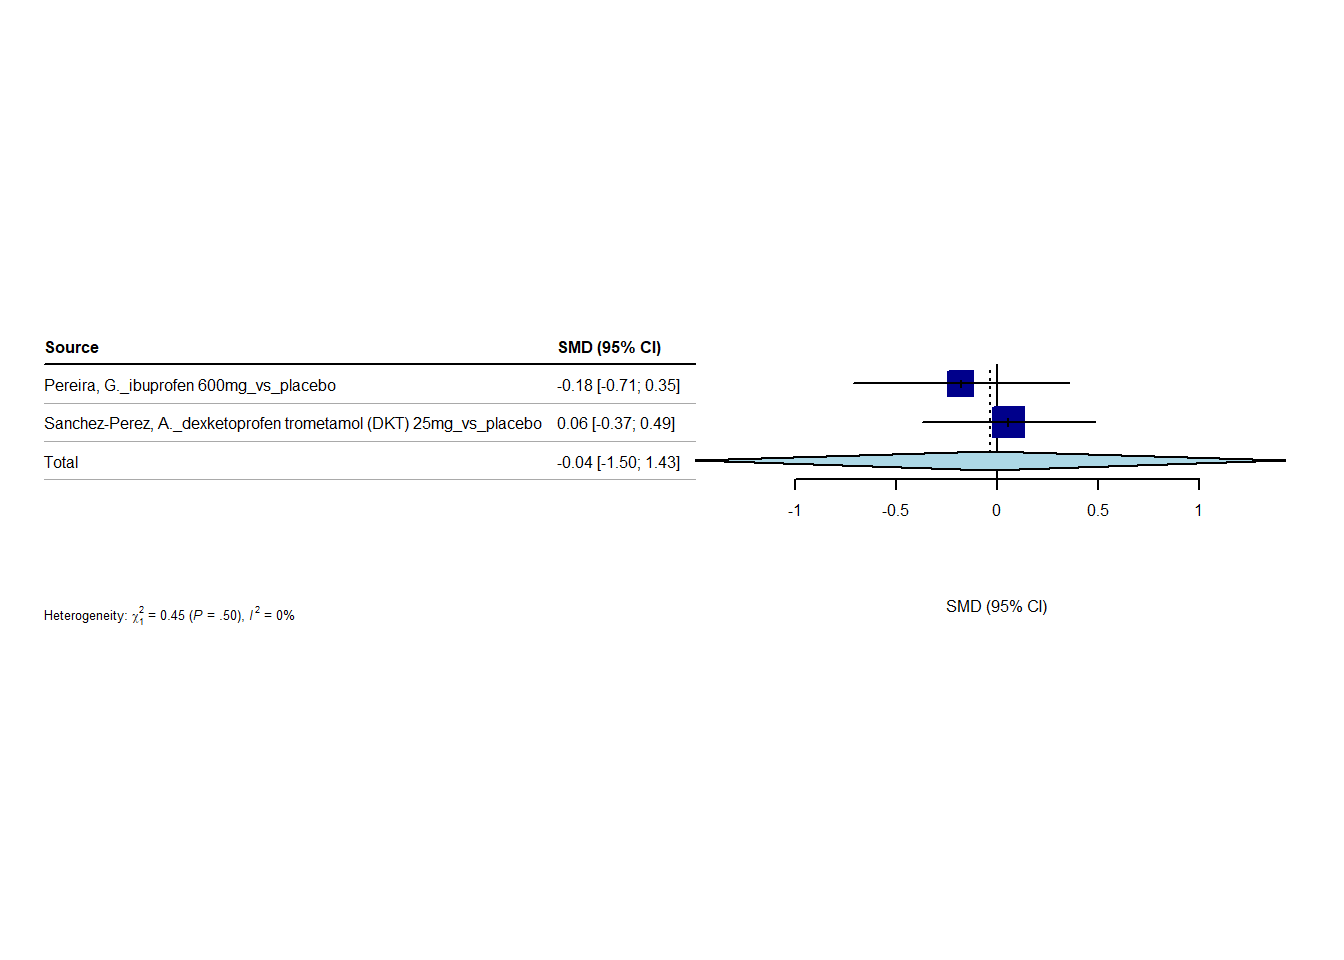 Source SMD (95% CI)
Pereira, G._ibuprofen 600mg_vs_placebo -0.18 [-0.71; 0.35]
Sanchez-Perez, A._dexketoprofen trometamol (DKT) 25mg_vs_placebo 0.06 [-0.37; 0.49]
Total -0.04 [-1.50; 1.43]
-1 -0.5 0 0.5 1
SMD (95% CI)
Heterogeneity: χ²₁ = 0.45 (P = .50), I² = 0%